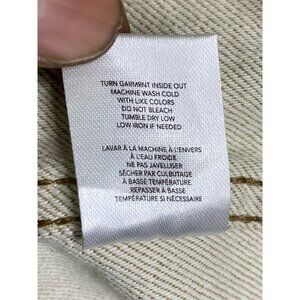 TURN GARMRNT INSIDE OUT
MACHINE WASH COLD
WITH LIKE COLORS
DO NOT BLEACH
TUMBLE DRY LOW
LOW IRON IF NEEDED
LAVAR À LA MACHINE À L'ENVERS
À L'EAU FROIDE
NE PAS JAVELLISER
SÉCHER PAR CULBUTAGE
À BASSE TEMPÉRATURE
REPASSER À BASSE
TEMPÉRATURE SI NÉCESSAIRE